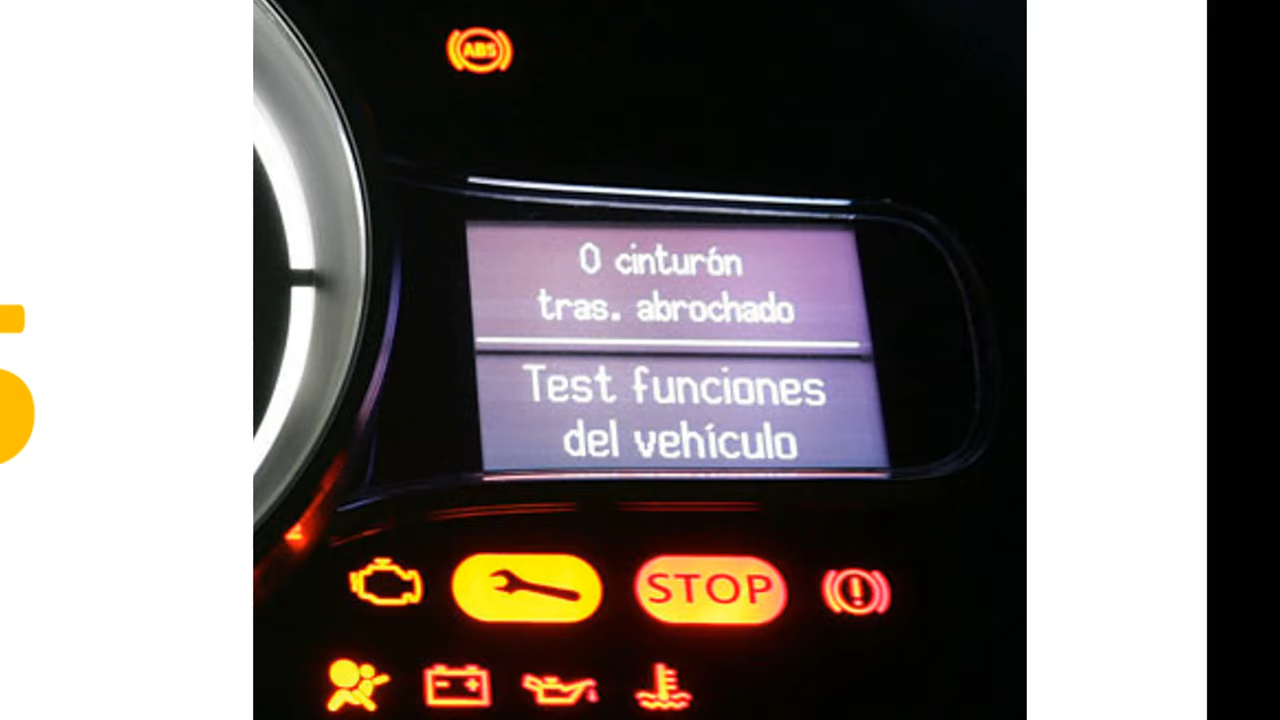 ABS
0 cinturón
tras. abrochado
Test funciones
del vehículo
STOP